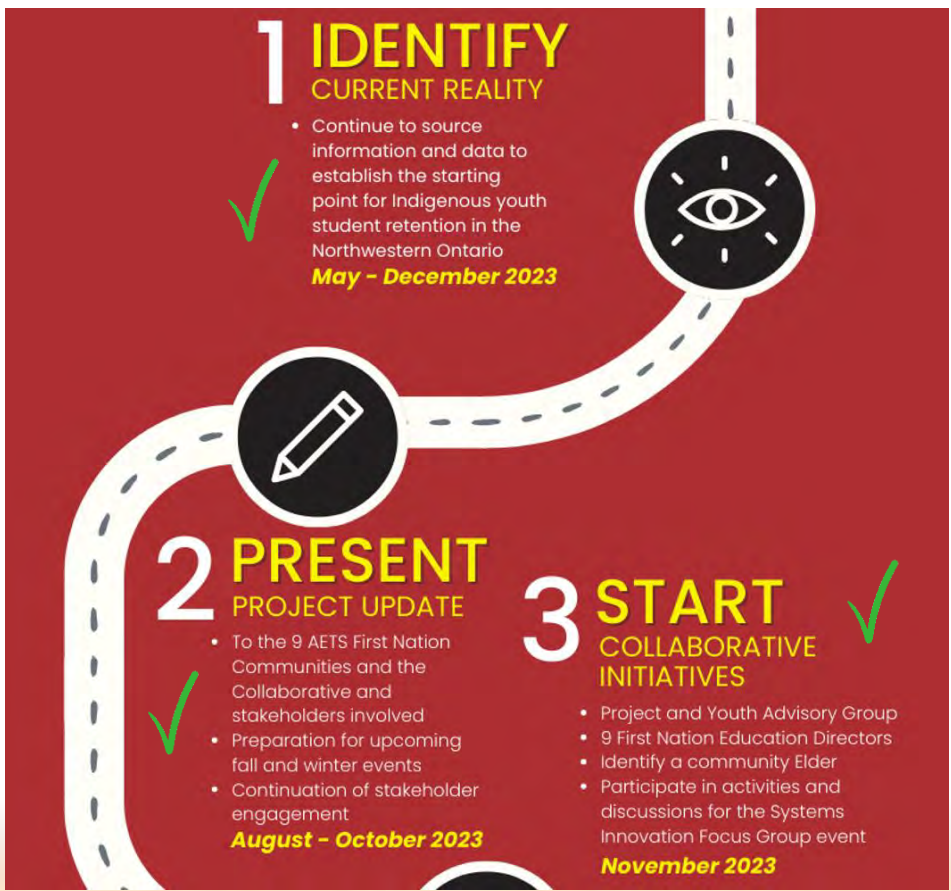 1 IDENTIFY
CURRENT REALITY
• Continue to source
information and data to
establish the starting
point for Indigenous youth
student retention in the
Northwestern Ontario
May - December 2023
2 PRESENT
PROJECT UPDATE
• To the 9 AETS First Nation
Communities and the
Collaborative and
stakeholders involved
• Preparation for upcoming
fall and winter events
• Continuation of stakeholder
engagement
August - October 2023
3 START
COLLABORATIVE
INITIATIVES
• Project and Youth Advisory Group
• 9 First Nation Education Directors
• Identify a community Elder
• Participate in activities and
discussions for the Systems
Innovation Focus Group event
November 2023